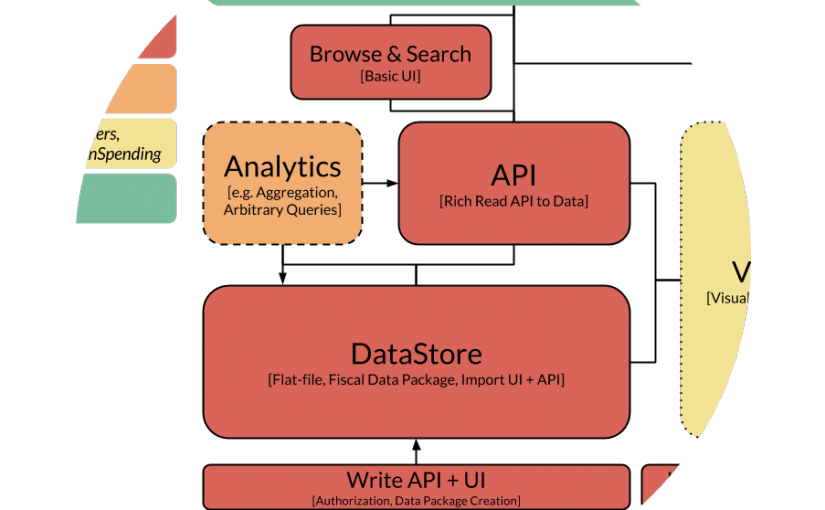 Browse & Search
[Basic UI]
ers,
nSpending
Analytics
[e.g. Aggregation,
Arbitrary Queries]
API
[Rich Read API to Data]
V
[Visual
DataStore
[Flat-file, Fiscal Data Package, Import UI + API]
Write API + UI
[Authorization, Data Package Creation]